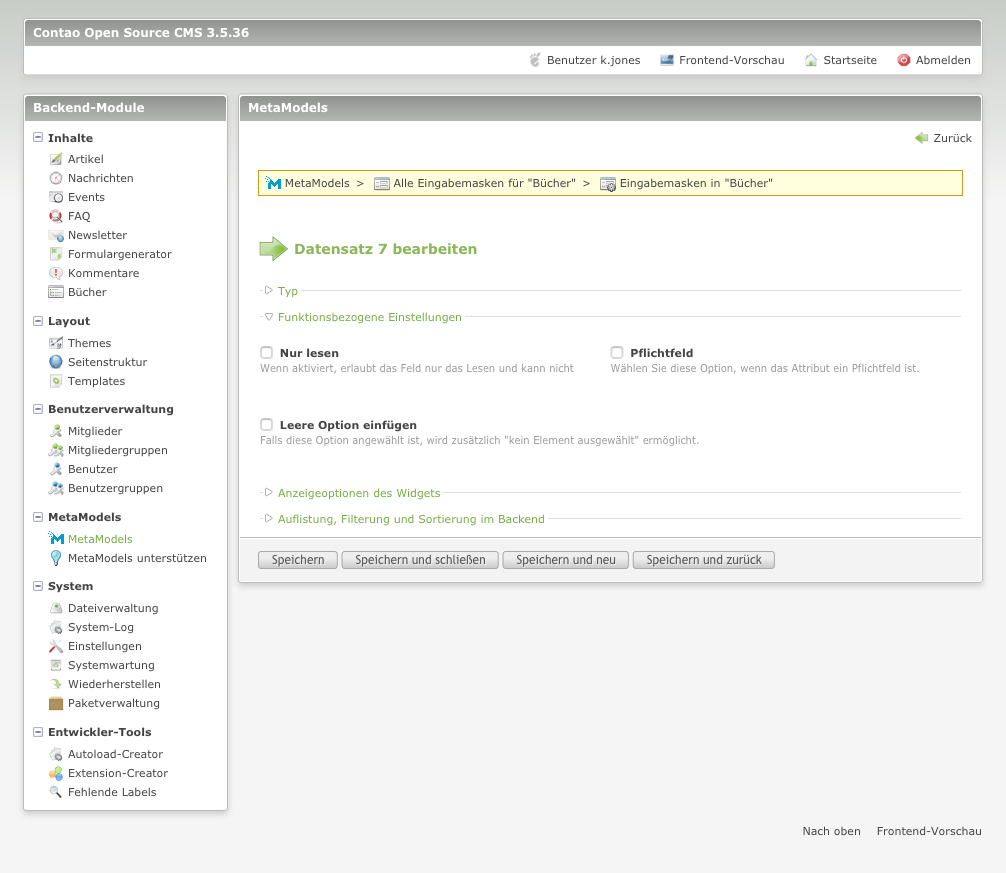 Contao Open Source CMS 3.5.36
Benutzer k.jones Frontend-Vorschau Startseite Abmelden
Backend-Module
Inhalte
Artikel
Nachrichten
Events
FAQ
Newsletter
Formulargenerator
Kommentare
Bücher
Layout
Themes
Seitenstruktur
Templates
Benutzerverwaltung
Mitglieder
Mitgliedergruppen
Benutzer
Benutzergruppen
MetaModels
MetaModels
MetaModels unterstützen
System
Dateiverwaltung
System-Log
Einstellungen
Systemwartung
Wiederherstellen
Paketverwaltung
Entwickler-Tools
Autoload-Creator
Extension-Creator
Fehlende Labels
MetaModels
Zurück
MetaModels > Alle Eingabemasken für "Bücher" > Eingabemasken in "Bücher"
Datensatz 7 bearbeiten
Typ
Funktionsbezogene Einstellungen
Nur lesen
Wenn aktiviert, erlaubt das Feld nur das Lesen und kann nicht
Pflichtfeld
Wählen Sie diese Option, wenn das Attribut ein Pflichtfeld ist.
Leere Option einfügen
Falls diese Option angewählt ist, wird zusätzlich "kein Element ausgewählt" ermöglicht.
Anzeigeoptionen des Widgets
Auflistung, Filterung und Sortierung im Backend
Speichern Speichern und schließen Speichern und neu Speichern und zurück
Nach oben Frontend-Vorschau